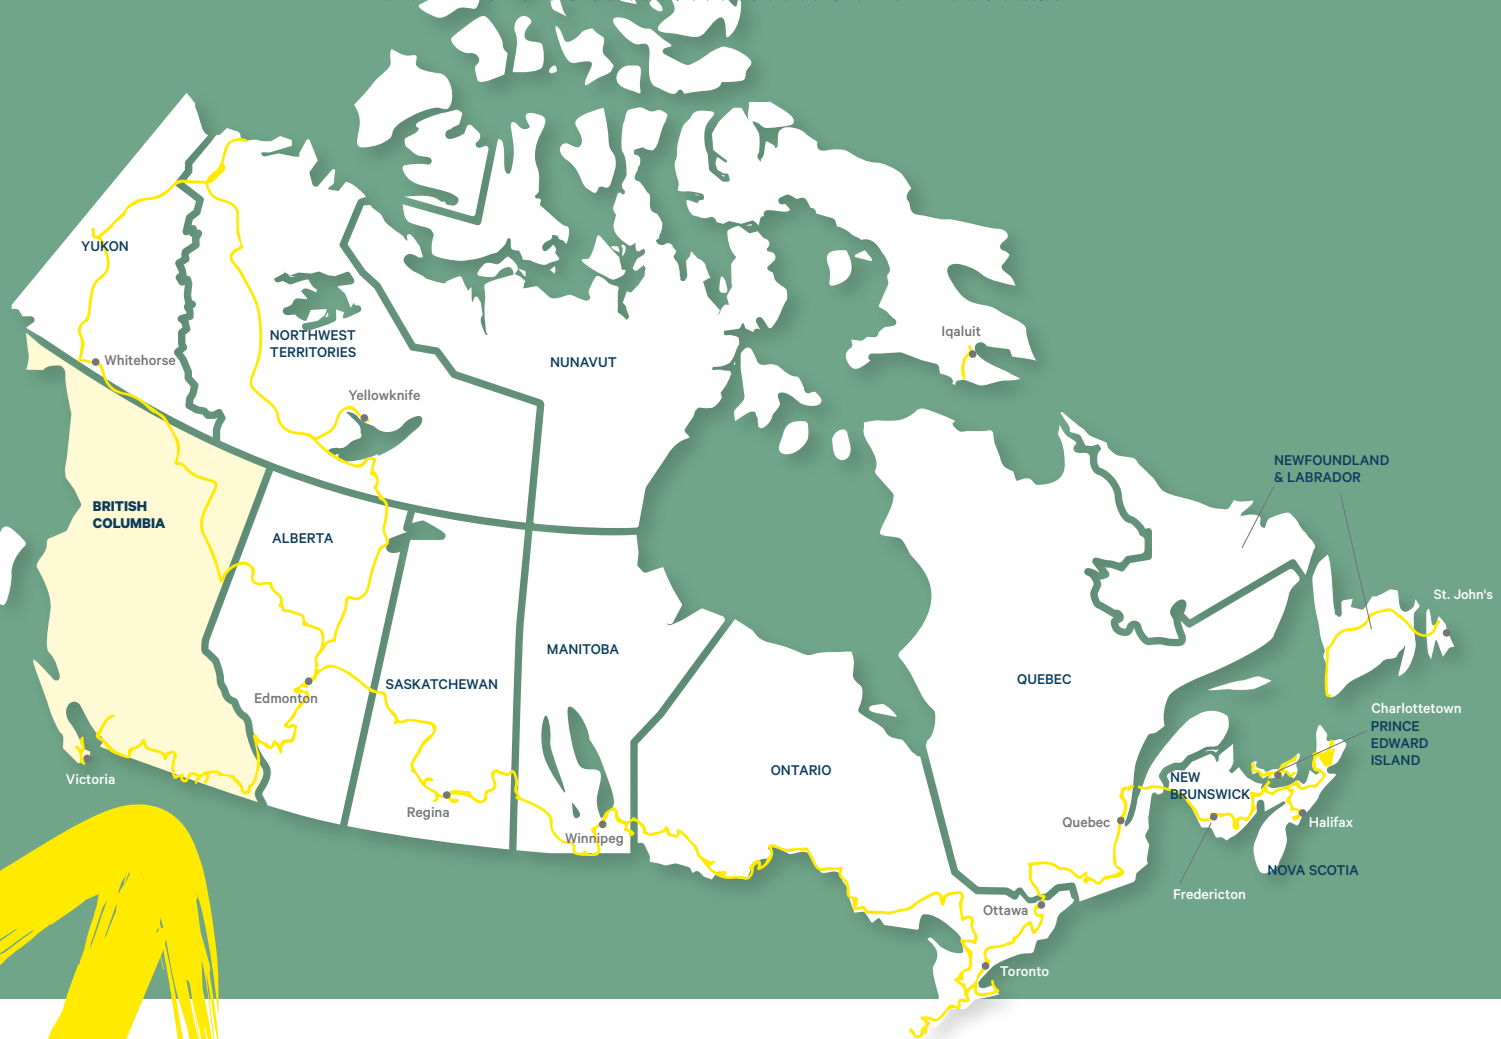 YUKON
Whitehorse
NORTHWEST
TERRITORIES
Yellowknife
NUNAVUT
Iqaluit
BRITISH
COLUMBIA
ALBERTA
NEWFOUNDLAND
& LABRADOR
St. John's
MANITOBA
SASKATCHEWAN
QUEBEC
Edmonton
Charlottetown
PRINCE
EDWARD
ISLAND
Victoria
ONTARIO
NEW
BRUNSWICK
Regina
Winnipeg
Quebec
Halifax
NOVA SCOTIA
Fredericton
Ottawa
Toronto